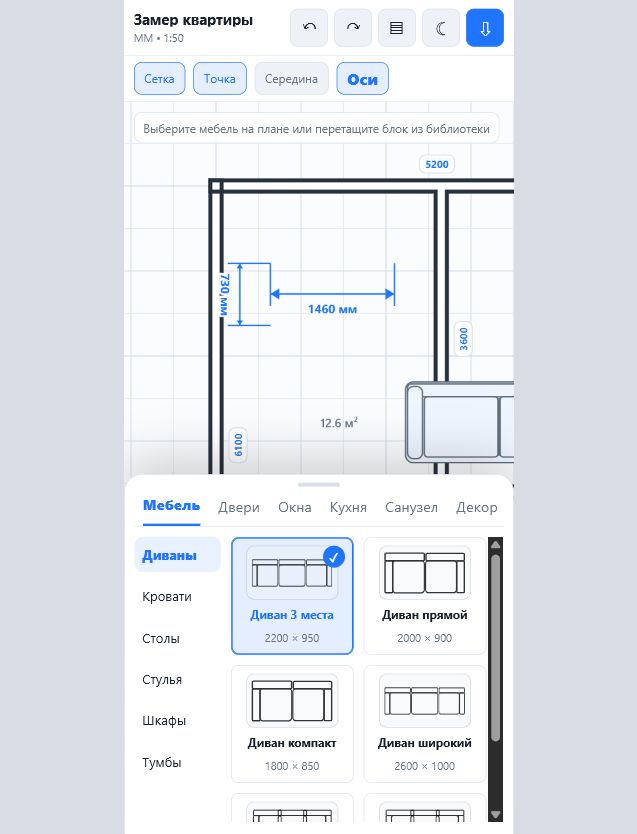 Замер квартиры
ММ • 1:50
Сетка
Точка
Середина
Оси
Выберите мебель на плане или перетащите блок из библиотеки
5200
730 мм
1460 мм
3600
12.6 м²
6100
Мебель
Двери
Окна
Кухня
Санузел
Декор
Диваны
Кровати
Столы
Стулья
Шкафы
Тумбы
Диван 3 места
2200 × 950
Диван прямой
2000 × 900
Диван компакт
1800 × 850
Диван широкий
2600 × 1000